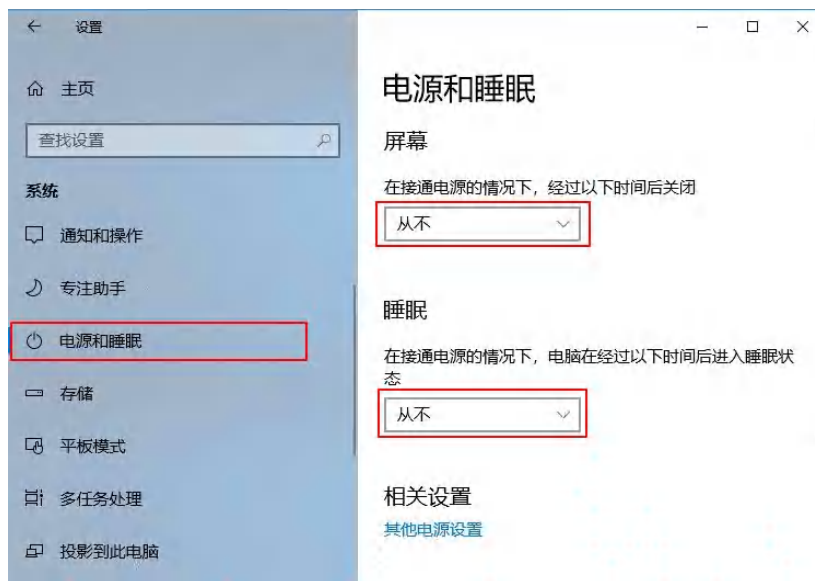 设置
主页
查找设置
系统
通知和操作
专注助手
电源和睡眠
存储
平板模式
多任务处理
投影到此电脑
电源和睡眠
屏幕
在接通电源的情况下，经过以下时间后关闭
从不
睡眠
在接通电源的情况下，电脑在经过以下时间后进入睡眠状
态
从不
相关设置
其他电源设置